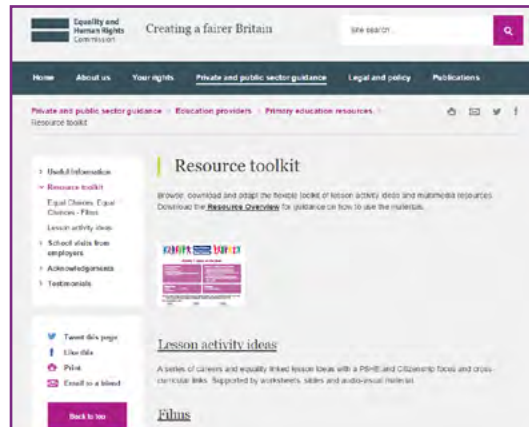 Equality and
Human Rights
Commission
Creating a fairer Britain
Site search
Home About us Your rights Private and public sector guidance Legal and policy Publications
Private and public sector guidance Education providers Primary education resources
Resource toolkit
Useful information
Resource toolkit
Equal Choices, Equal
Chances - Films
Lesson activity ideas
School visits from
employers
Acknowledgements
Testimonials
Tweet this page
Like this
Print
Email to a friend
Back to top
Resource toolkit
Browse, download and adapt the flexible toolkit of lesson activity ideas and multimedia resources.
Download the Resource Overview for guidance on how to use the materials.
Lesson activity ideas
A series of careers and equality linked lesson ideas with a PSHE and Citizenship focus and cross-
curricular links. Supported by worksheets, slides and audio-visual material.
Films